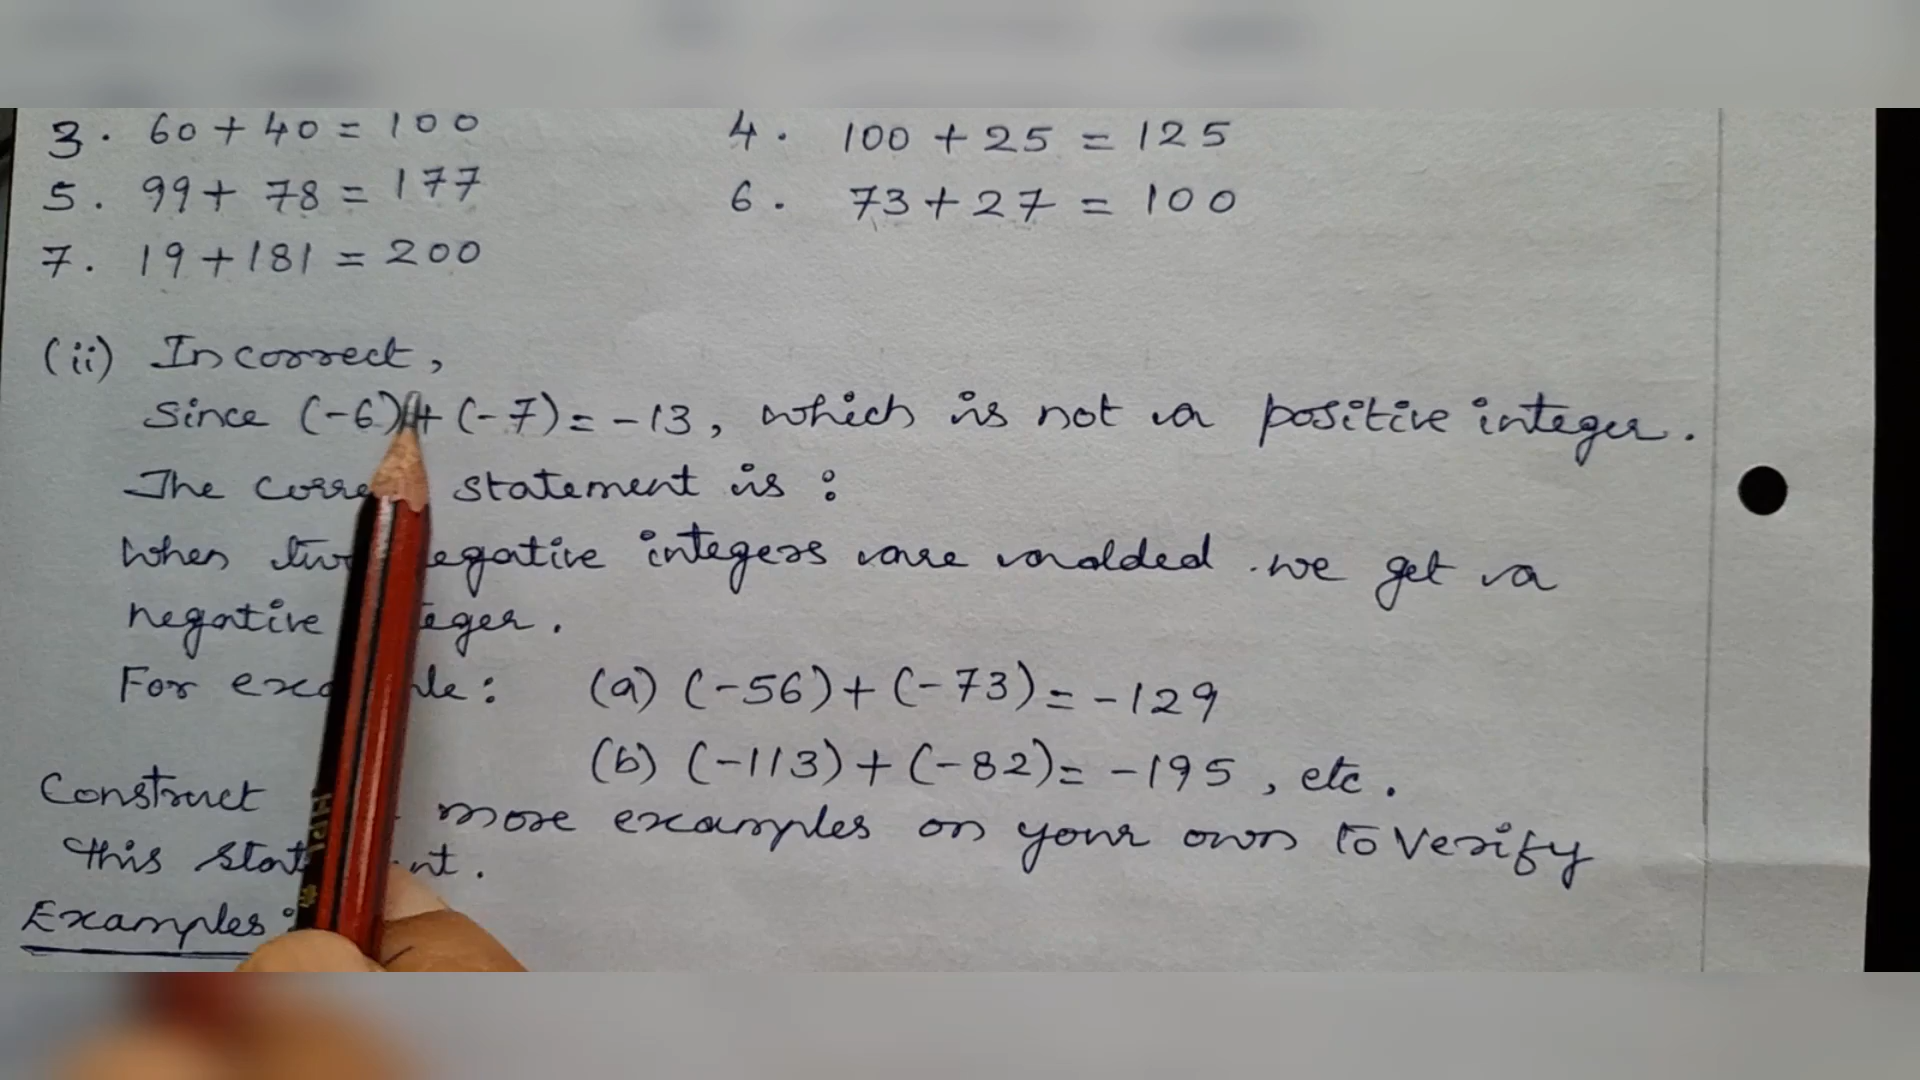 3. 60 + 40 = 100 4. 100 + 25 = 125
5. 99 + 78 = 177 6. 73 + 27 = 100
7. 19 + 181 = 200
(ii) Incorrect,
Since (-6) + (-7) = -13, which is not a positive integer.
The statement is :
When integers are added we get a
negative
For (a) (-56) + (-73) = -129
(b) (-113) + (-82) = -195, etc.
Construct more examples on your own to verify
this .
Examples :